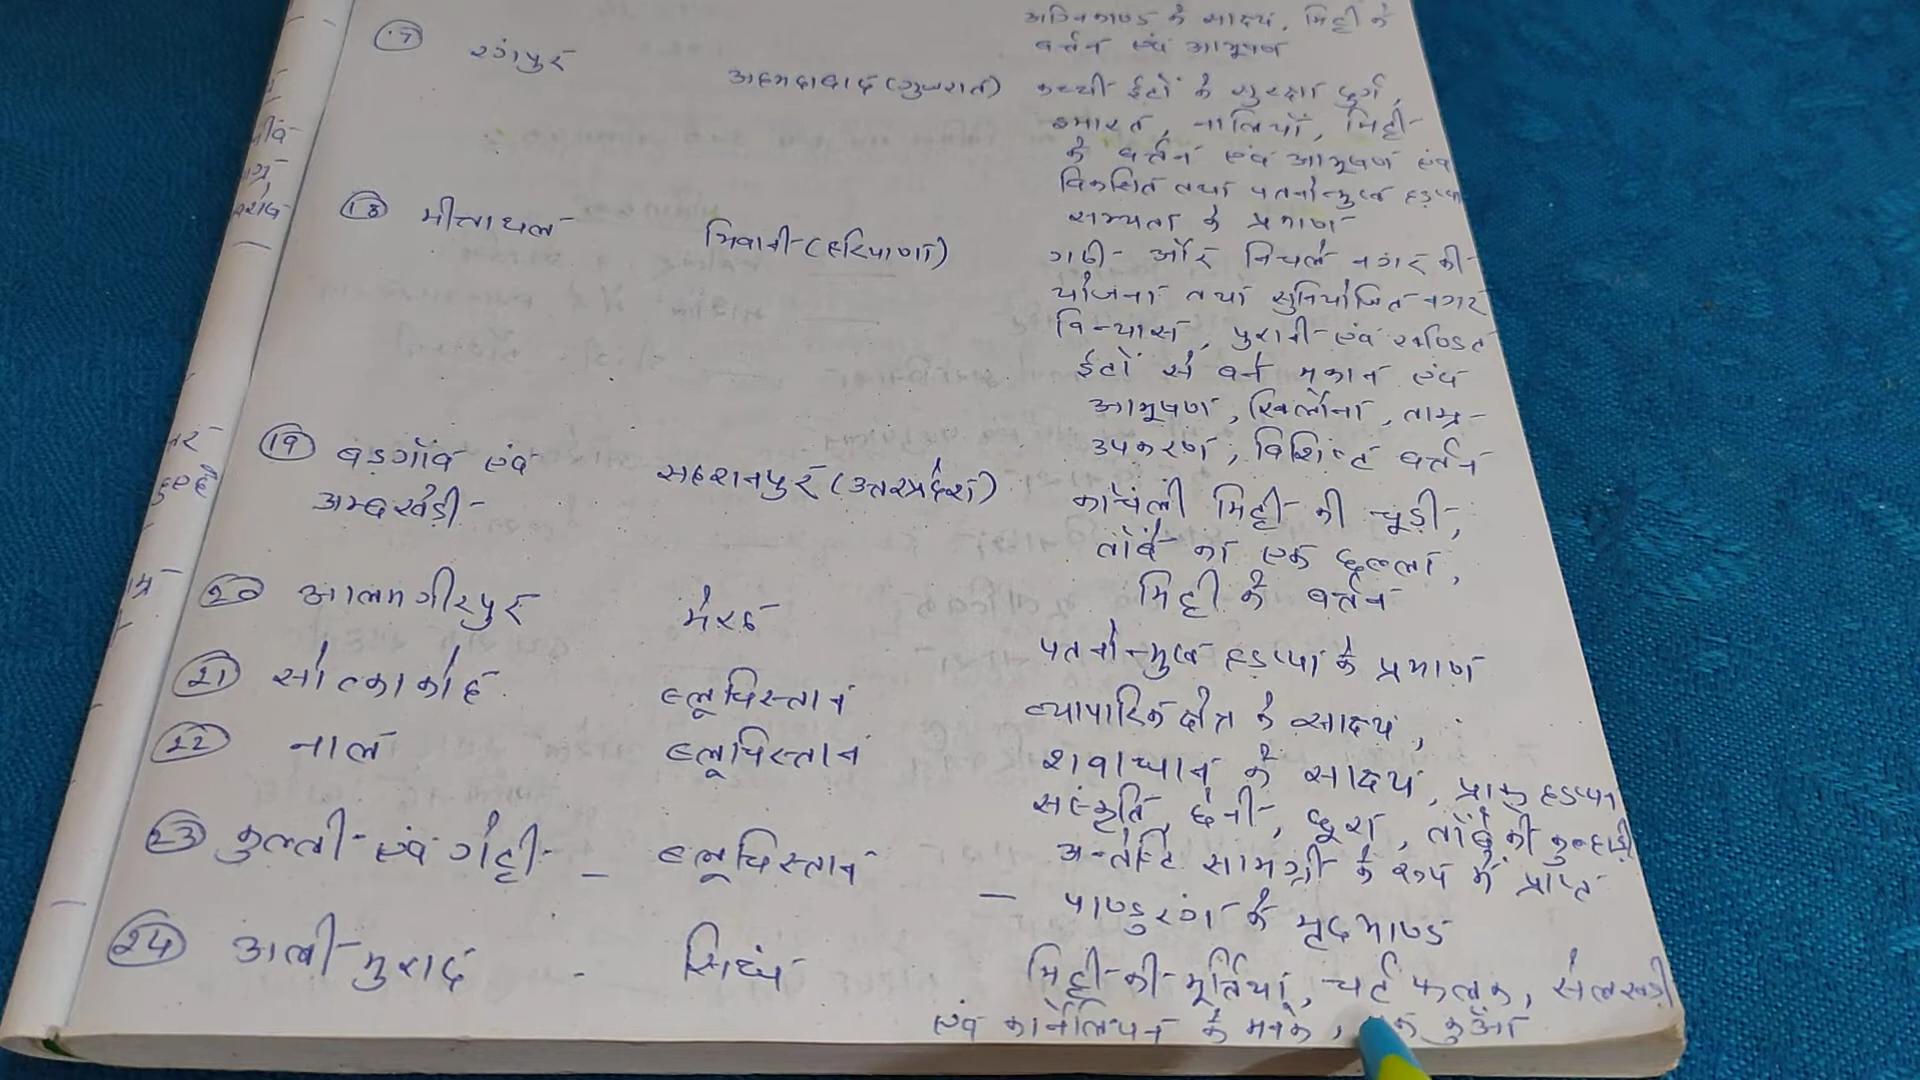 अग्निकाण्ड के साक्ष्य, मिट्टी के
बर्तन एवं आभूषण
17 रंगपुर अहमदाबाद (गुजरात) कच्ची ईटों के सुरक्षा दुर्ग,
इमारत, नालियाँ, मिट्टी
के बर्तन एवं आभूषण एवं
विकसित तथा पतनोन्मुख हड़प्पा
सभ्यता के प्रमाण
18 मीत्ताथल भिवानी (हरियाणा) गढी और निचले नगर की
योजना तथा सुनियोजित नगर
विन्यास, पुरानी एवं खण्डित
ईटों से बने मकान एवं
आभूषण, खिलौना, ताम्र
उपकरण, विशिष्ट बर्तन
19 बड़गाँव एवं सहारनपुर (उत्तरप्रदेश) काचली मिट्टी की चूड़ी,
अम्बखेड़ी ताँबे का एक छल्ला,
मिट्टी के बर्तन
20 आलमगीरपुर मेरठ पतनोन्मुख हड़प्पा के प्रमाण
21 सोत्काकोह ब्लूचिस्तान व्यापारिक क्षेत्र के साक्ष्य,
22 नाल ब्लूचिस्तान शवाधान के साक्ष्य, प्राक् हड़प्पा
संस्कृति, छेनी, छूरा, ताँबे की कुल्हाड़ी
अन्तेष्टि सामग्री के रूप में प्राप्त
23 कुल्ली एवं गेंही - ब्लूचिस्तान - पाण्डुरंग के मृदभाण्ड
24 अली मुराद - सिंध मिट्टी की मूर्तियां, चर्ट फलक, सेलखड़ी
एवं कार्नेलियन के मनके, एक कुआँ